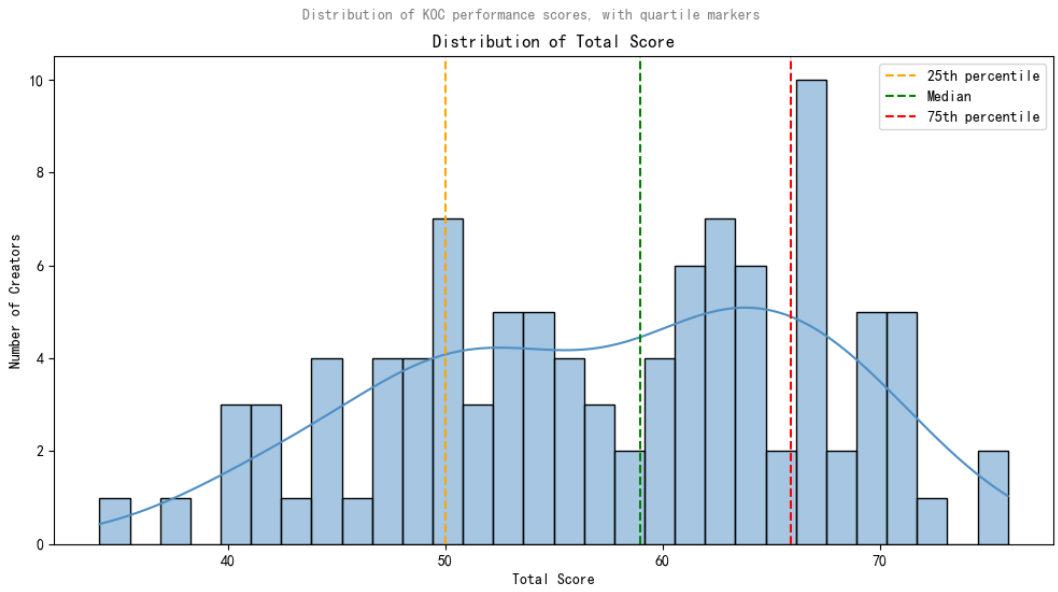 Distribution of KOC performance scores, with quartile markers
Distribution of Total Score
25th percentile
Median
75th percentile
Number of Creators
10
8
6
4
2
0
40
50
60
70
Total Score